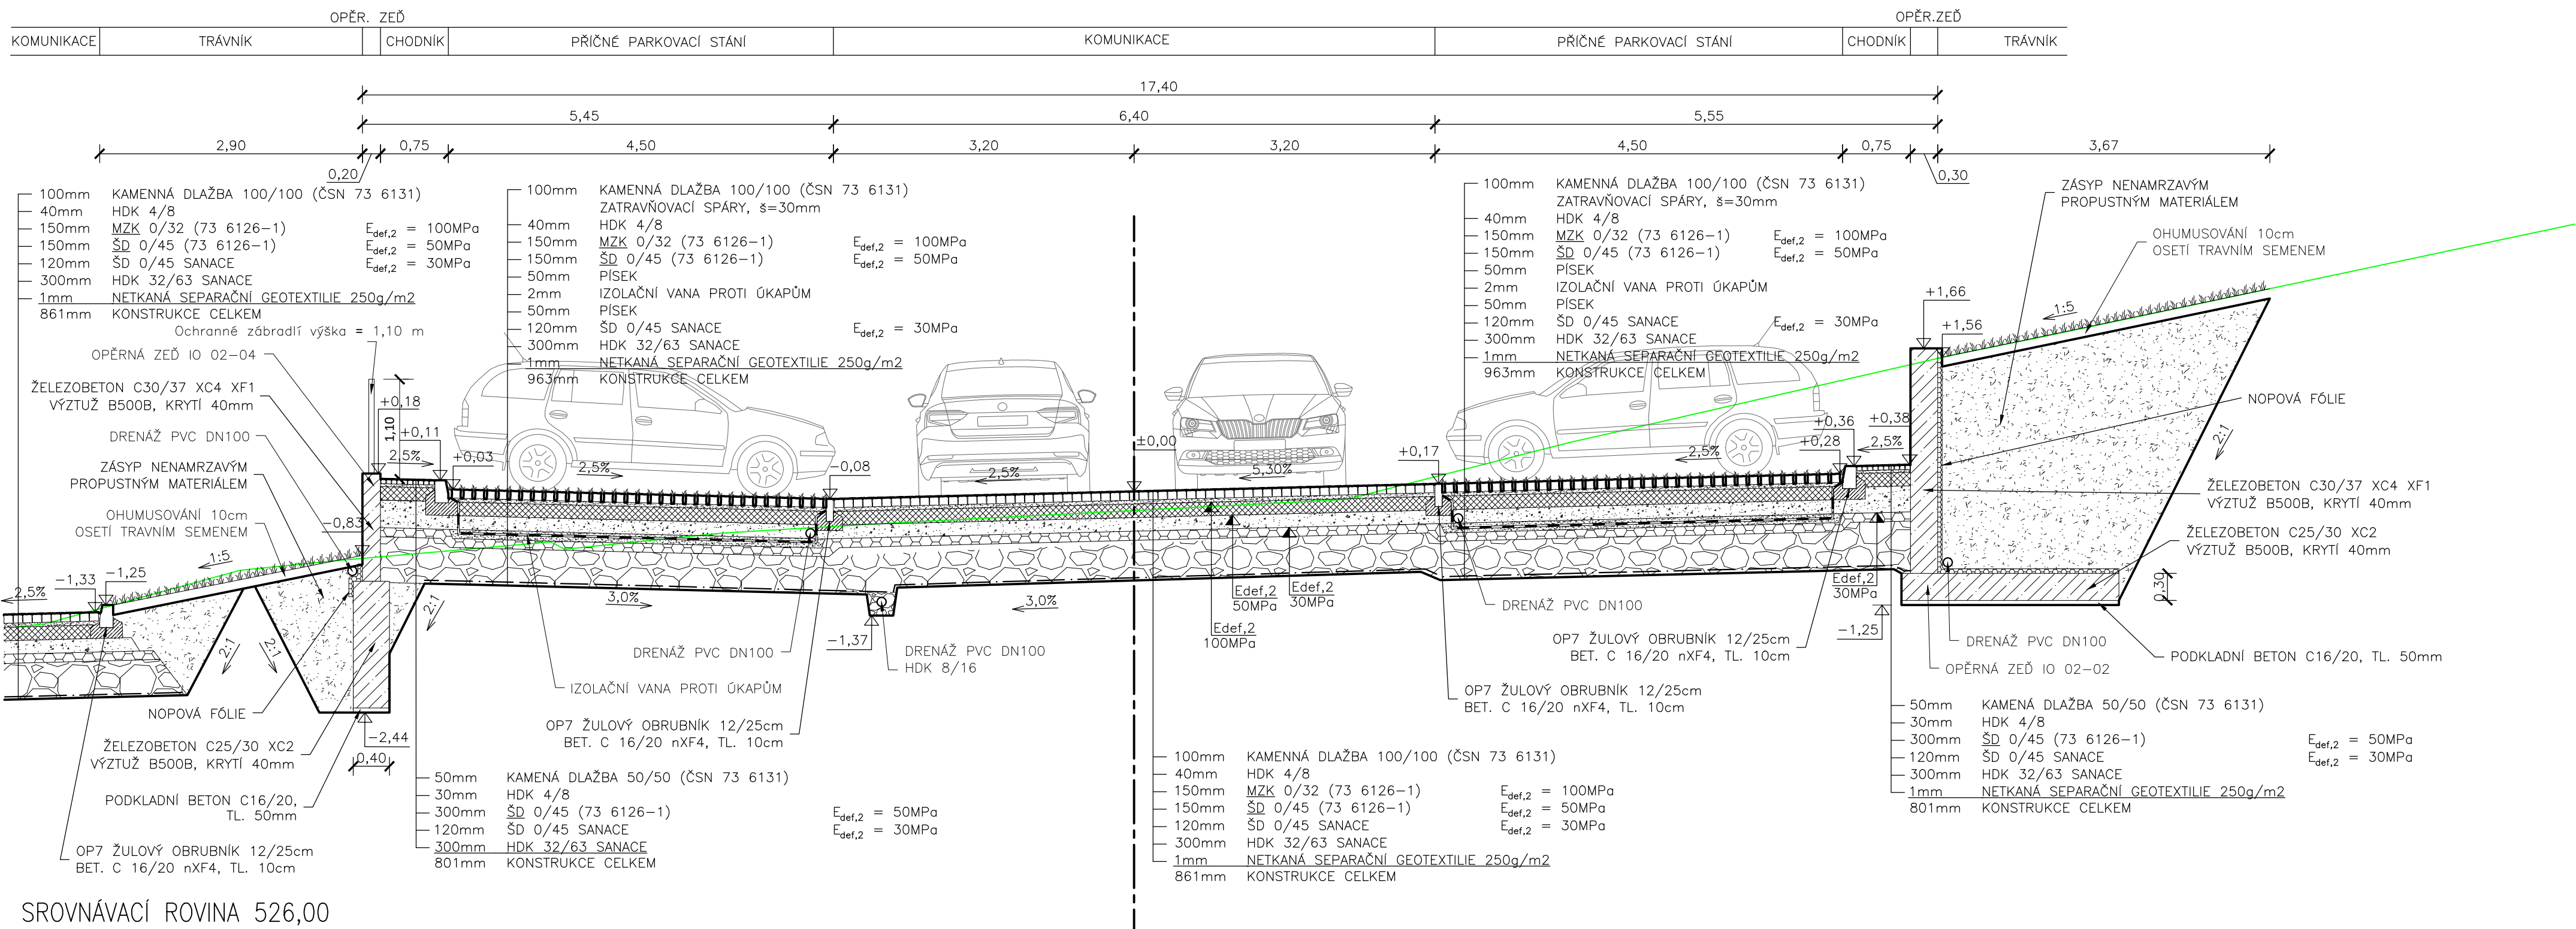 OPĚR. ZEĎ
OPĚR.ZEĎ
KOMUNIKACE
TRÁVNÍK
CHODNÍK
PŘÍČNÉ PARKOVACÍ STÁNÍ
KOMUNIKACE
PŘÍČNÉ PARKOVACÍ STÁNÍ
CHODNÍK
TRÁVNÍK
17,40
5,45
6,40
5,55
2,90
0,75
4,50
3,20
3,20
4,50
0,75
3,67
0,20
0,30
100mm KAMENNÁ DLAŽBA 100/100 (ČSN 73 6131)
40mm HDK 4/8
150mm MZK 0/32 (73 6126-1) Edef,2 = 100MPa
150mm ŠD 0/45 (73 6126-1) Edef,2 = 50MPa
120mm ŠD 0/45 SANACE Edef,2 = 30MPa
300mm HDK 32/63 SANACE
1mm NETKANÁ SEPARAČNÍ GEOTEXTILIE 250g/m2
861mm KONSTRUKCE CELKEM
100mm KAMENNÁ DLAŽBA 100/100 (ČSN 73 6131)
ZATRAVŇOVACÍ SPÁRY, š=30mm
40mm HDK 4/8
150mm MZK 0/32 (73 6126-1) Edef,2 = 100MPa
150mm ŠD 0/45 (73 6126-1) Edef,2 = 50MPa
50mm PÍSEK
2mm IZOLAČNÍ VANA PROTI ÚKAPŮM
50mm PÍSEK
120mm ŠD 0/45 SANACE Edef,2 = 30MPa
300mm HDK 32/63 SANACE
1mm NETKANÁ SEPARAČNÍ GEOTEXTILIE 250g/m2
963mm KONSTRUKCE CELKEM
100mm KAMENNÁ DLAŽBA 100/100 (ČSN 73 6131)
ZATRAVŇOVACÍ SPÁRY, š=30mm
40mm HDK 4/8
150mm MZK 0/32 (73 6126-1) Edef,2 = 100MPa
150mm ŠD 0/45 (73 6126-1) Edef,2 = 50MPa
50mm PÍSEK
2mm IZOLAČNÍ VANA PROTI ÚKAPŮM
50mm PÍSEK
120mm ŠD 0/45 SANACE Edef,2 = 30MPa
300mm HDK 32/63 SANACE
1mm NETKANÁ SEPARAČNÍ GEOTEXTILIE 250g/m2
963mm KONSTRUKCE CELKEM
ZÁSYP NENAMRZAVÝM
PROPUSTNÝM MATERIÁLEM
OHUMUSOVÁNÍ 10cm
OSETÍ TRAVNÍM SEMENEM
+1,66
1:5
+1,56
Ochranné zábradlí výška = 1,10 m
OPĚRNÁ ZEĎ IO 02-04
ŽELEZOBETON C30/37 XC4 XF1
VÝZTUŽ B500B, KRYTÍ 40mm
DRENÁŽ PVC DN100
ZÁSYP NENAMRZAVÝM
PROPUSTNÝM MATERIÁLEM
OHUMUSOVÁNÍ 10cm
OSETÍ TRAVNÍM SEMENEM
+0,18
1,10
+0,11
2,5%
+0,03
2,5%
-0,08
2,5%
±0,00
5,30%
+0,17
2,5%
+0,36
+0,28
+0,38
2,5%
NOPOVÁ FÓLIE
2:1
ŽELEZOBETON C30/37 XC4 XF1
VÝZTUŽ B500B, KRYTÍ 40mm
ŽELEZOBETON C25/30 XC2
VÝZTUŽ B500B, KRYTÍ 40mm
-0,83
1:5
-1,25
-1,33
2,5%
2:1
2:1
2:1
3,0%
3,0%
-1,37
Edef,2
50MPa
Edef,2
30MPa
Edef,2
100MPa
Edef,2
30MPa
-1,25
0,30
DRENÁŽ PVC DN100
DRENÁŽ PVC DN100
HDK 8/16
IZOLAČNÍ VANA PROTI ÚKAPŮM
OP7 ŽULOVÝ OBRUBNÍK 12/25cm
BET. C 16/20 nXF4, TL. 10cm
DRENÁŽ PVC DN100
OP7 ŽULOVÝ OBRUBNÍK 12/25cm
BET. C 16/20 nXF4, TL. 10cm
OP7 ŽULOVÝ OBRUBNÍK 12/25cm
BET. C 16/20 nXF4, TL. 10cm
DRENÁŽ PVC DN100
PODKLADNÍ BETON C16/20, TL. 50mm
OPĚRNÁ ZEĎ IO 02-02
NOPOVÁ FÓLIE
-2,44
0,40
ŽELEZOBETON C25/30 XC2
VÝZTUŽ B500B, KRYTÍ 40mm
PODKLADNÍ BETON C16/20,
TL. 50mm
OP7 ŽULOVÝ OBRUBNÍK 12/25cm
BET. C 16/20 nXF4, TL. 10cm
50mm KAMENÁ DLAŽBA 50/50 (ČSN 73 6131)
30mm HDK 4/8
300mm ŠD 0/45 (73 6126-1) Edef,2 = 50MPa
120mm ŠD 0/45 SANACE Edef,2 = 30MPa
300mm HDK 32/63 SANACE
801mm KONSTRUKCE CELKEM
100mm KAMENNÁ DLAŽBA 100/100 (ČSN 73 6131)
40mm HDK 4/8
150mm MZK 0/32 (73 6126-1) Edef,2 = 100MPa
150mm ŠD 0/45 (73 6126-1) Edef,2 = 50MPa
120mm ŠD 0/45 SANACE Edef,2 = 30MPa
300mm HDK 32/63 SANACE
1mm NETKANÁ SEPARAČNÍ GEOTEXTILIE 250g/m2
861mm KONSTRUKCE CELKEM
50mm KAMENÁ DLAŽBA 50/50 (ČSN 73 6131)
30mm HDK 4/8
300mm ŠD 0/45 (73 6126-1) Edef,2 = 50MPa
120mm ŠD 0/45 SANACE Edef,2 = 30MPa
300mm HDK 32/63 SANACE
1mm NETKANÁ SEPARAČNÍ GEOTEXTILIE 250g/m2
801mm KONSTRUKCE CELKEM
SROVNÁVACÍ ROVINA 526,00